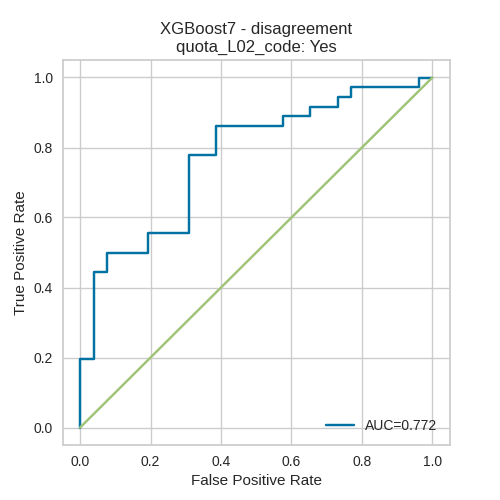 XGBoost7 - disagreement
quota_L02_code: Yes
True Positive Rate
1.0
0.8
0.6
0.4
0.2
0.0
0.0 0.2 0.4 0.6 0.8 1.0
False Positive Rate
AUC=0.772